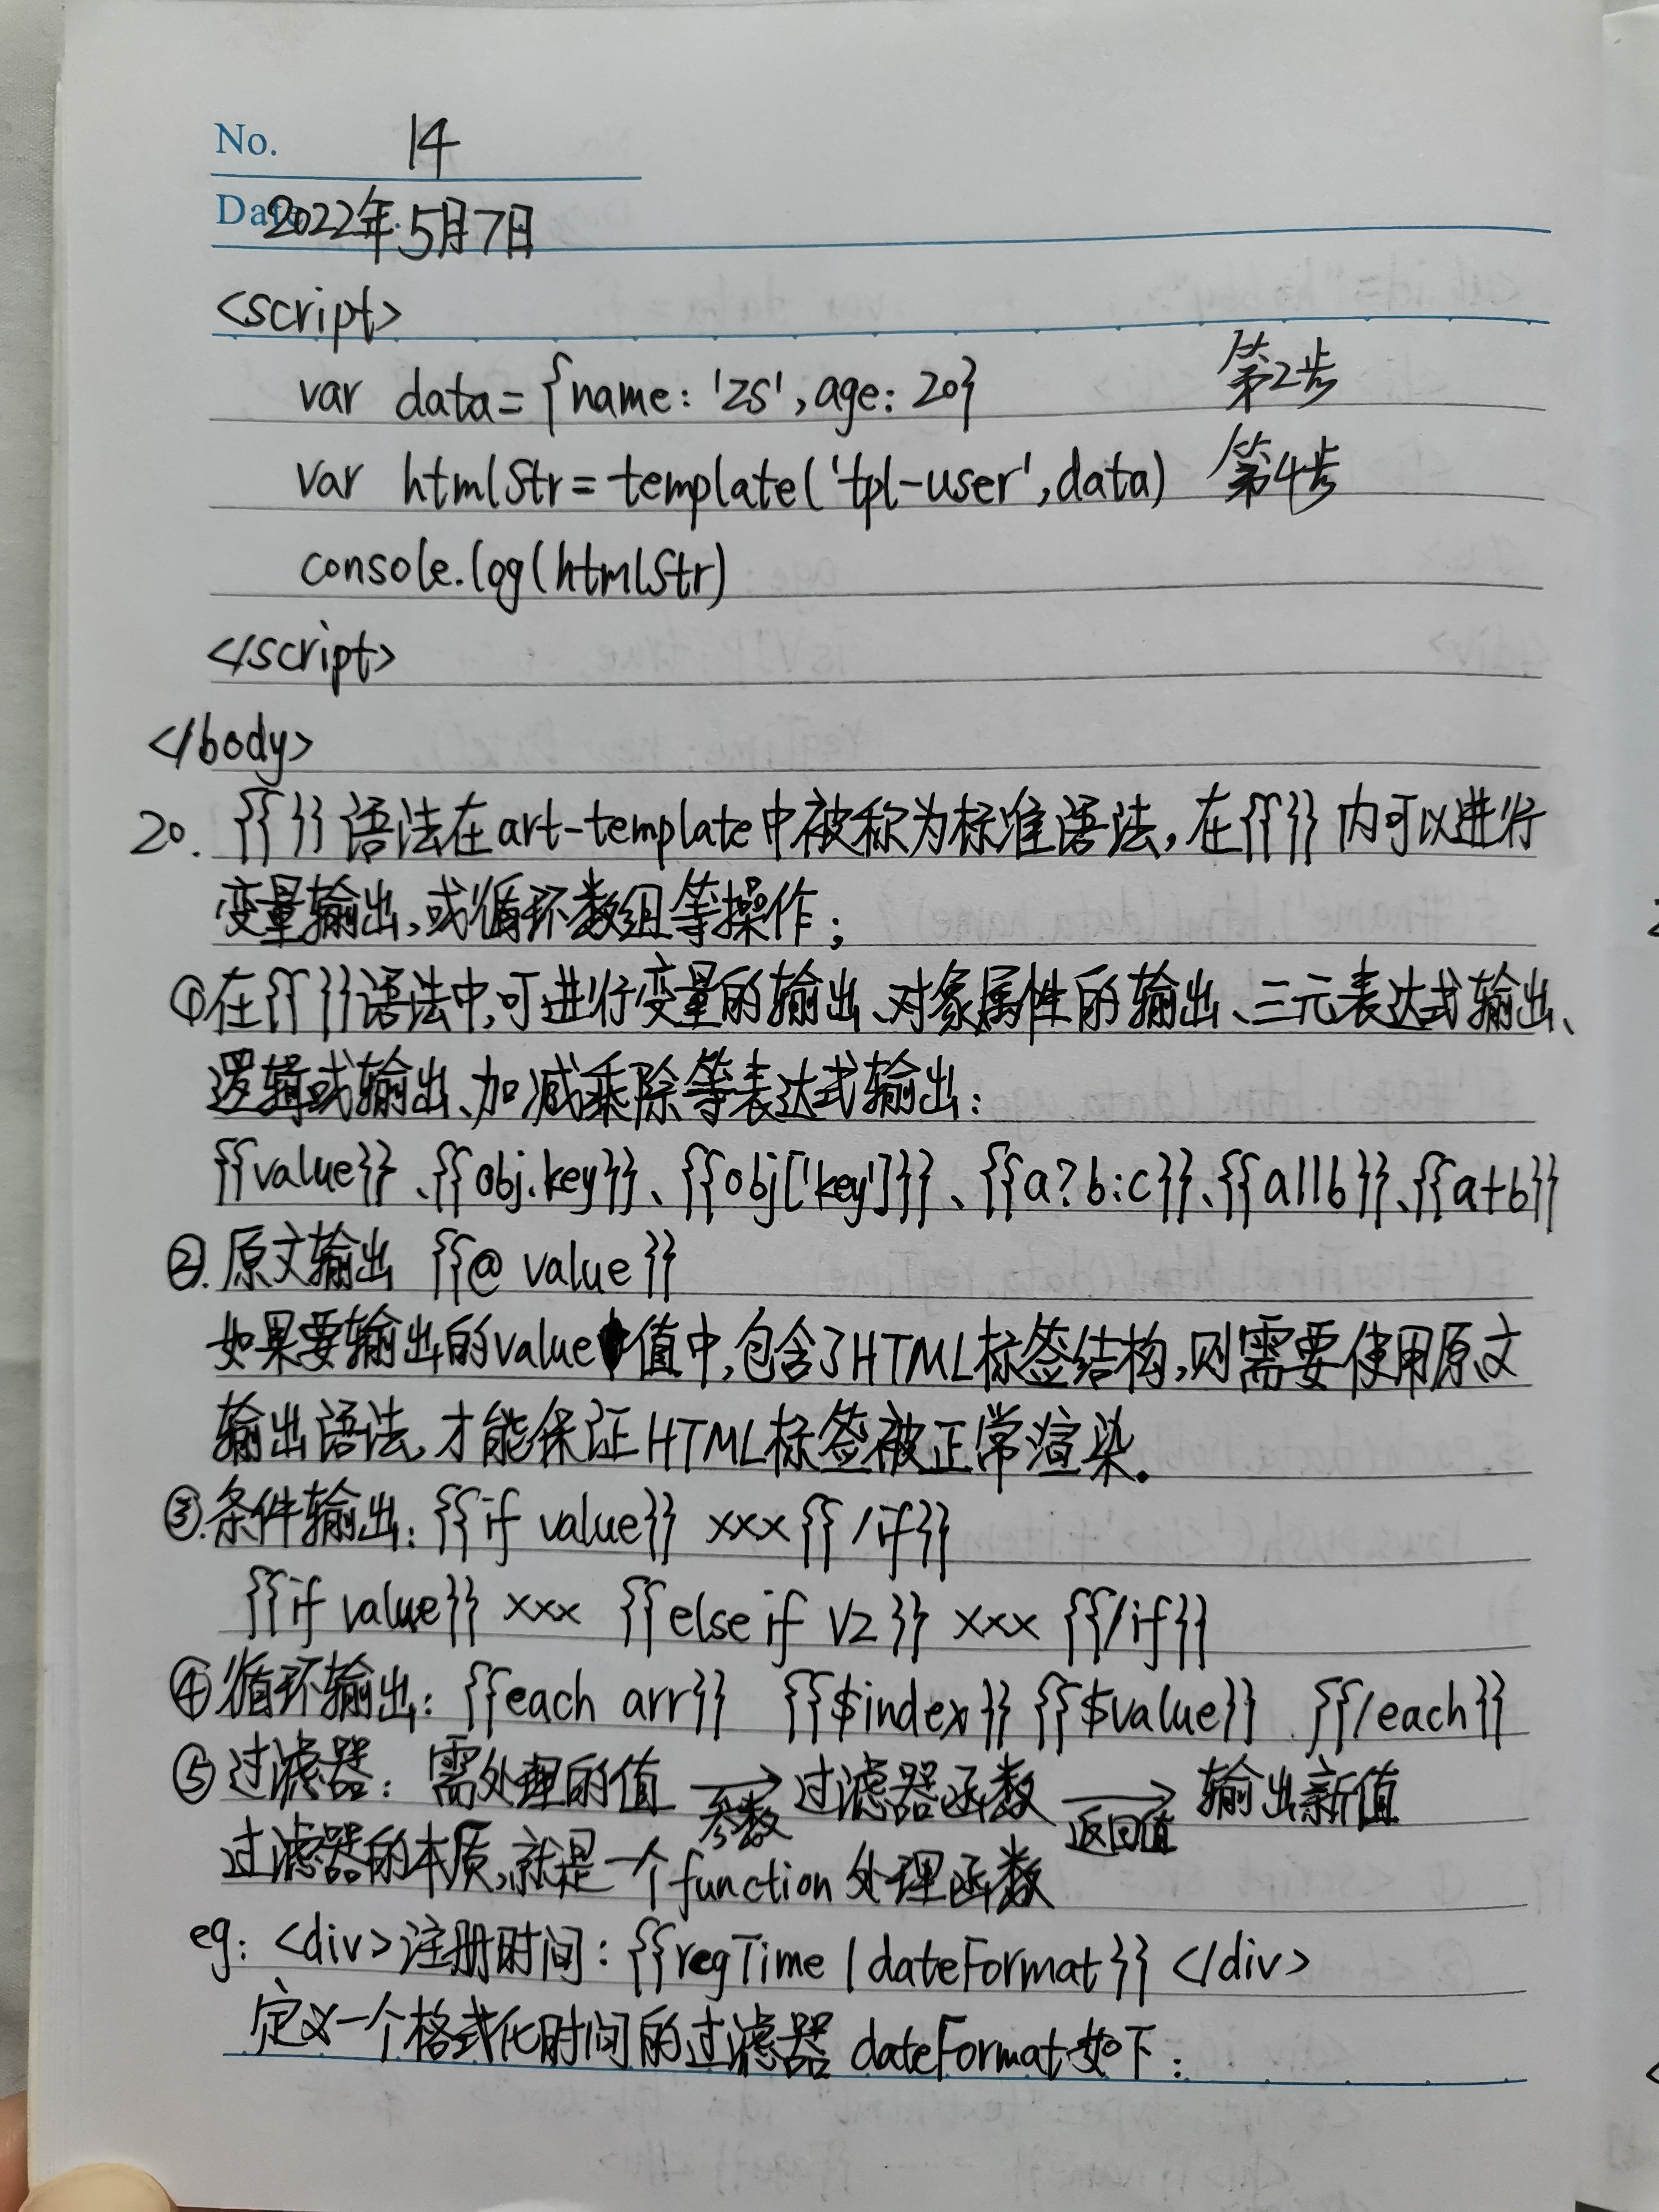 No. 14
Date 2022年5月7日
<script>
var data={name:'zs',age:20} 第2步
var htmlStr=template('tpl-user',data) 第4步
console.log(htmlStr)
</script>
</body>
20. {{ }} 语法在art-template中被称为标准语法,在{{}} 内可以进行
变量输出,或循环数组等操作;
①在{{ }}语法中,可进行变量的输出、对象属性的输出、三元表达式输出、
逻辑或输出、加减乘除等表达式输出:
{{value}}、{{obj.key}}、{{obj['key']}}、{{a?b:c}}、{{a||b}}、{{a+b}}
②.原文输出 {{@ value}}
如果要输出的value值中,包含了HTML标签结构,则需要使用原文
输出语法,才能保证HTML标签被正常渲染。
③.条件输出: {{if value}} xxx {{/if}}
{{if value}} xxx {{else if v2}} xxx {{/if}}
④循环输出: {{each arr}} {{$index}} {{$value}} {{/each}}
⑤过滤器: 需处理的值 →参数 过滤器函数 →返回值 输出新值
过滤器的本质,就是一个function处理函数
eg: <div>注册时间: {{regTime | dateFormat}} </div>
定义一个格式化时间的过滤器 dateFormat如下: